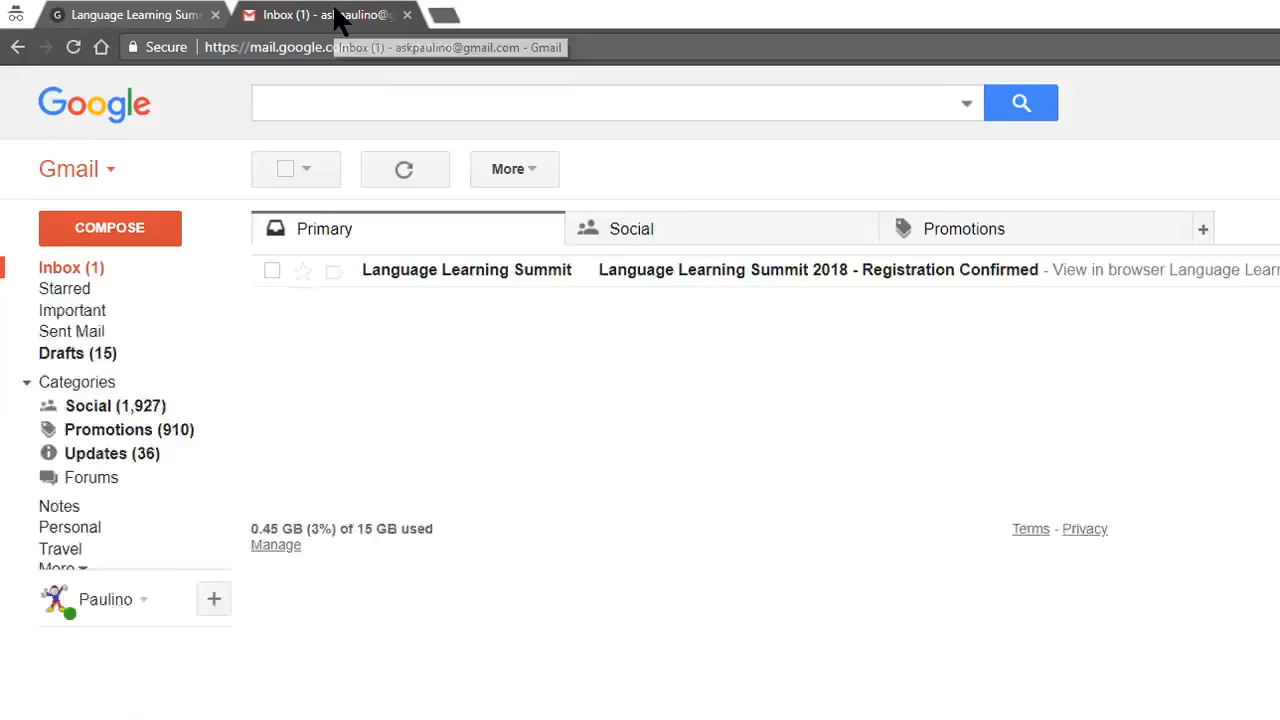 Language Learning Sum
Inbox (1) - askpaulino@g
Secure
https://mail.google.co
Inbox (1) - askpaulino@gmail.com - Gmail
Google
Gmail
More
COMPOSE
Primary
Social
Promotions
Inbox (1)
Language Learning Summit
Language Learning Summit 2018 - Registration Confirmed - View in browser Language Learn
Starred
Important
Sent Mail
Drafts (15)
Categories
Social (1,927)
Promotions (910)
Updates (36)
Forums
Notes
Personal
Travel
More
0.45 GB (3%) of 15 GB used
Manage
Terms - Privacy
Paulino